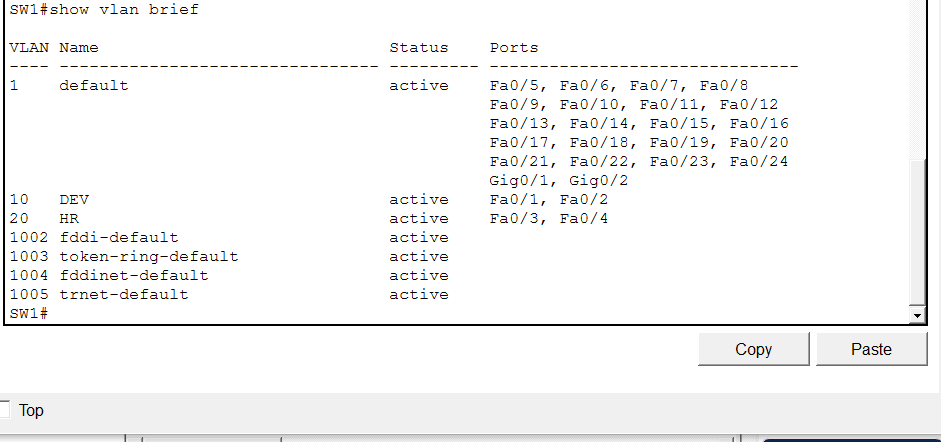 SW1#show vlan brief
VLAN Name                             Status    Ports
---- -------------------------------- --------- -------------------------------
1    default                          active    Fa0/5, Fa0/6, Fa0/7, Fa0/8
                                                Fa0/9, Fa0/10, Fa0/11, Fa0/12
                                                Fa0/13, Fa0/14, Fa0/15, Fa0/16
                                                Fa0/17, Fa0/18, Fa0/19, Fa0/20
                                                Fa0/21, Fa0/22, Fa0/23, Fa0/24
                                                Gig0/1, Gig0/2
10   DEV                              active    Fa0/1, Fa0/2
20   HR                               active    Fa0/3, Fa0/4
1002 fddi-default                     active
1003 token-ring-default               active
1004 fddinet-default                  active
1005 trnet-default                    active
SW1#
Copy Paste
Top